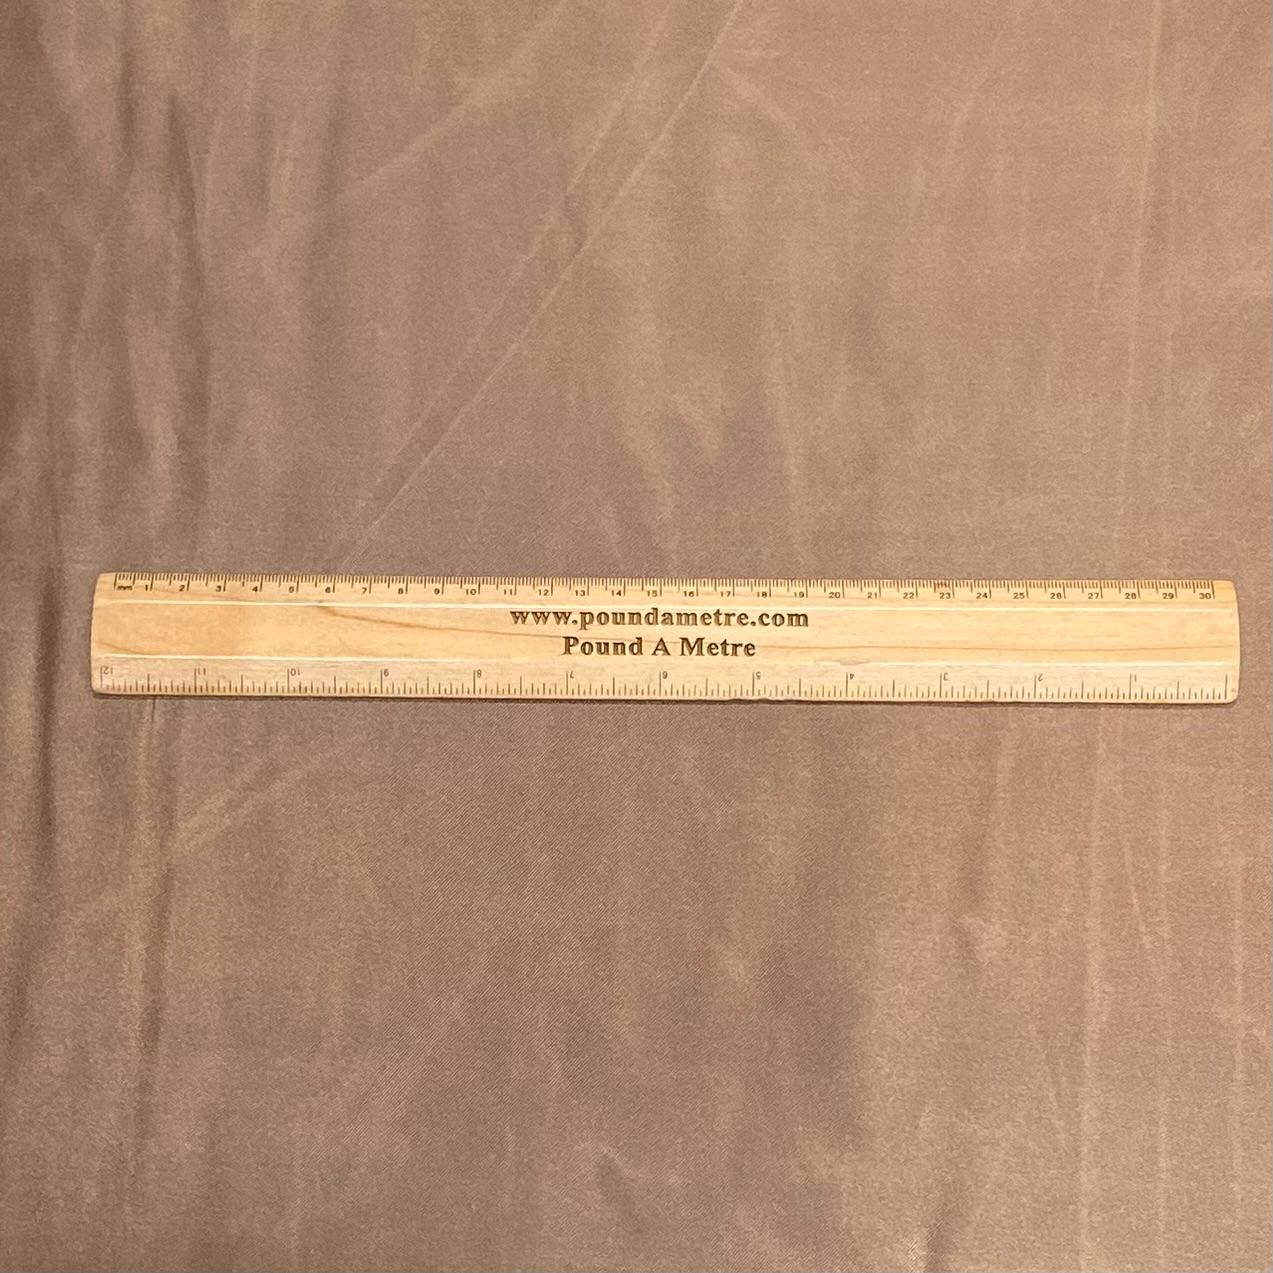 mm 1 2 3 4 5 6 7 8 9 10 11 12 13 14 15 16 17 18 19 20 21 22 23 24 25 26 27 28 29 30
www.poundametre.com
Pound A Metre
12 11 10 9 8 7 6 5 4 3 2 1